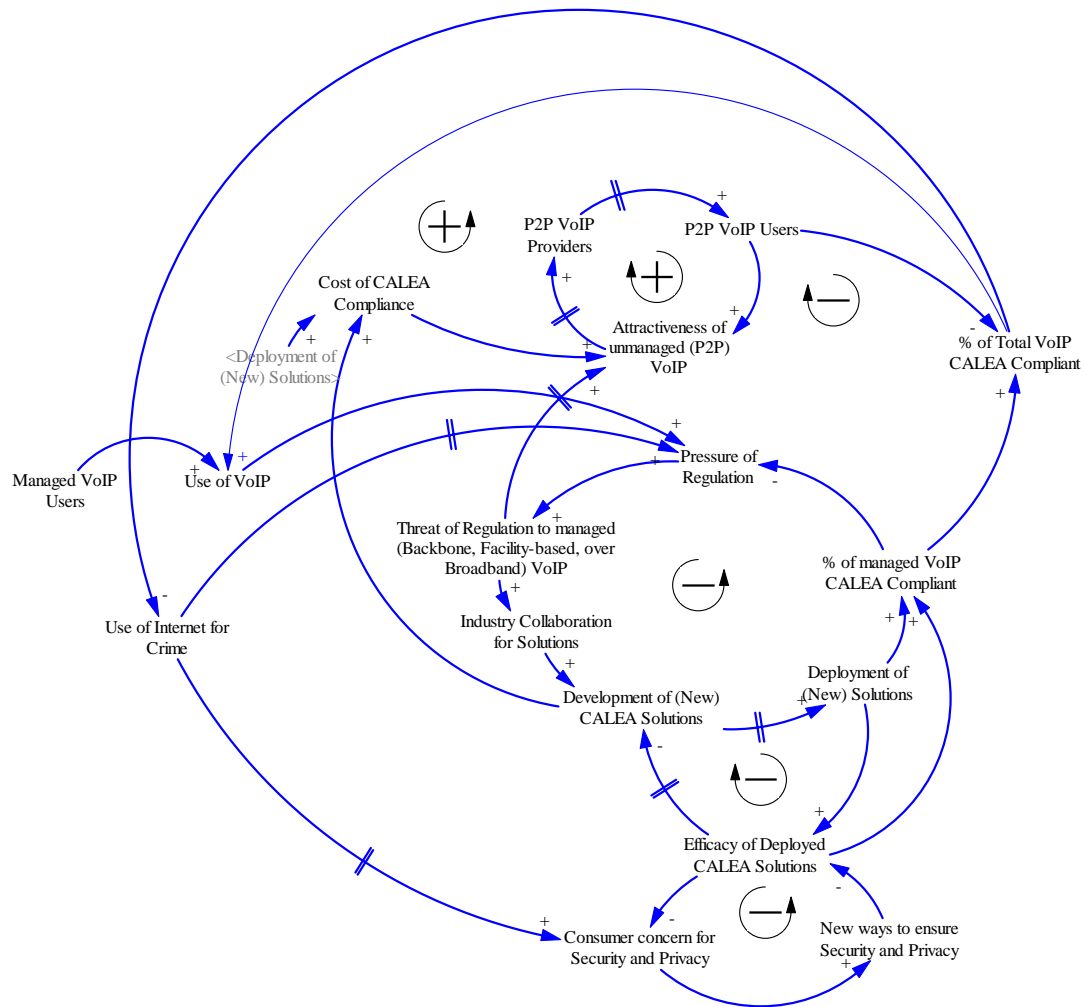 P2P VoIP
Providers
P2P VoIP Users
Cost of CALEA
Compliance
Attractiveness of
unmanaged (P2P)
VoIP
% of Total VoIP
CALEA Compliant
<Deployment of
(New) Solutions>
Managed VoIP
Users
Use of VoIP
Pressure of
Regulation
Threat of Regulation to managed
(Backbone, Facility-based, over
Broadband) VoIP
% of managed VoIP
CALEA Compliant
Use of Internet for
Crime
Industry Collaboration
for Solutions
Development of (New)
CALEA Solutions
Deployment of
(New) Solutions
Efficacy of Deployed
CALEA Solutions
Consumer concern for
Security and Privacy
New ways to ensure
Security and Privacy